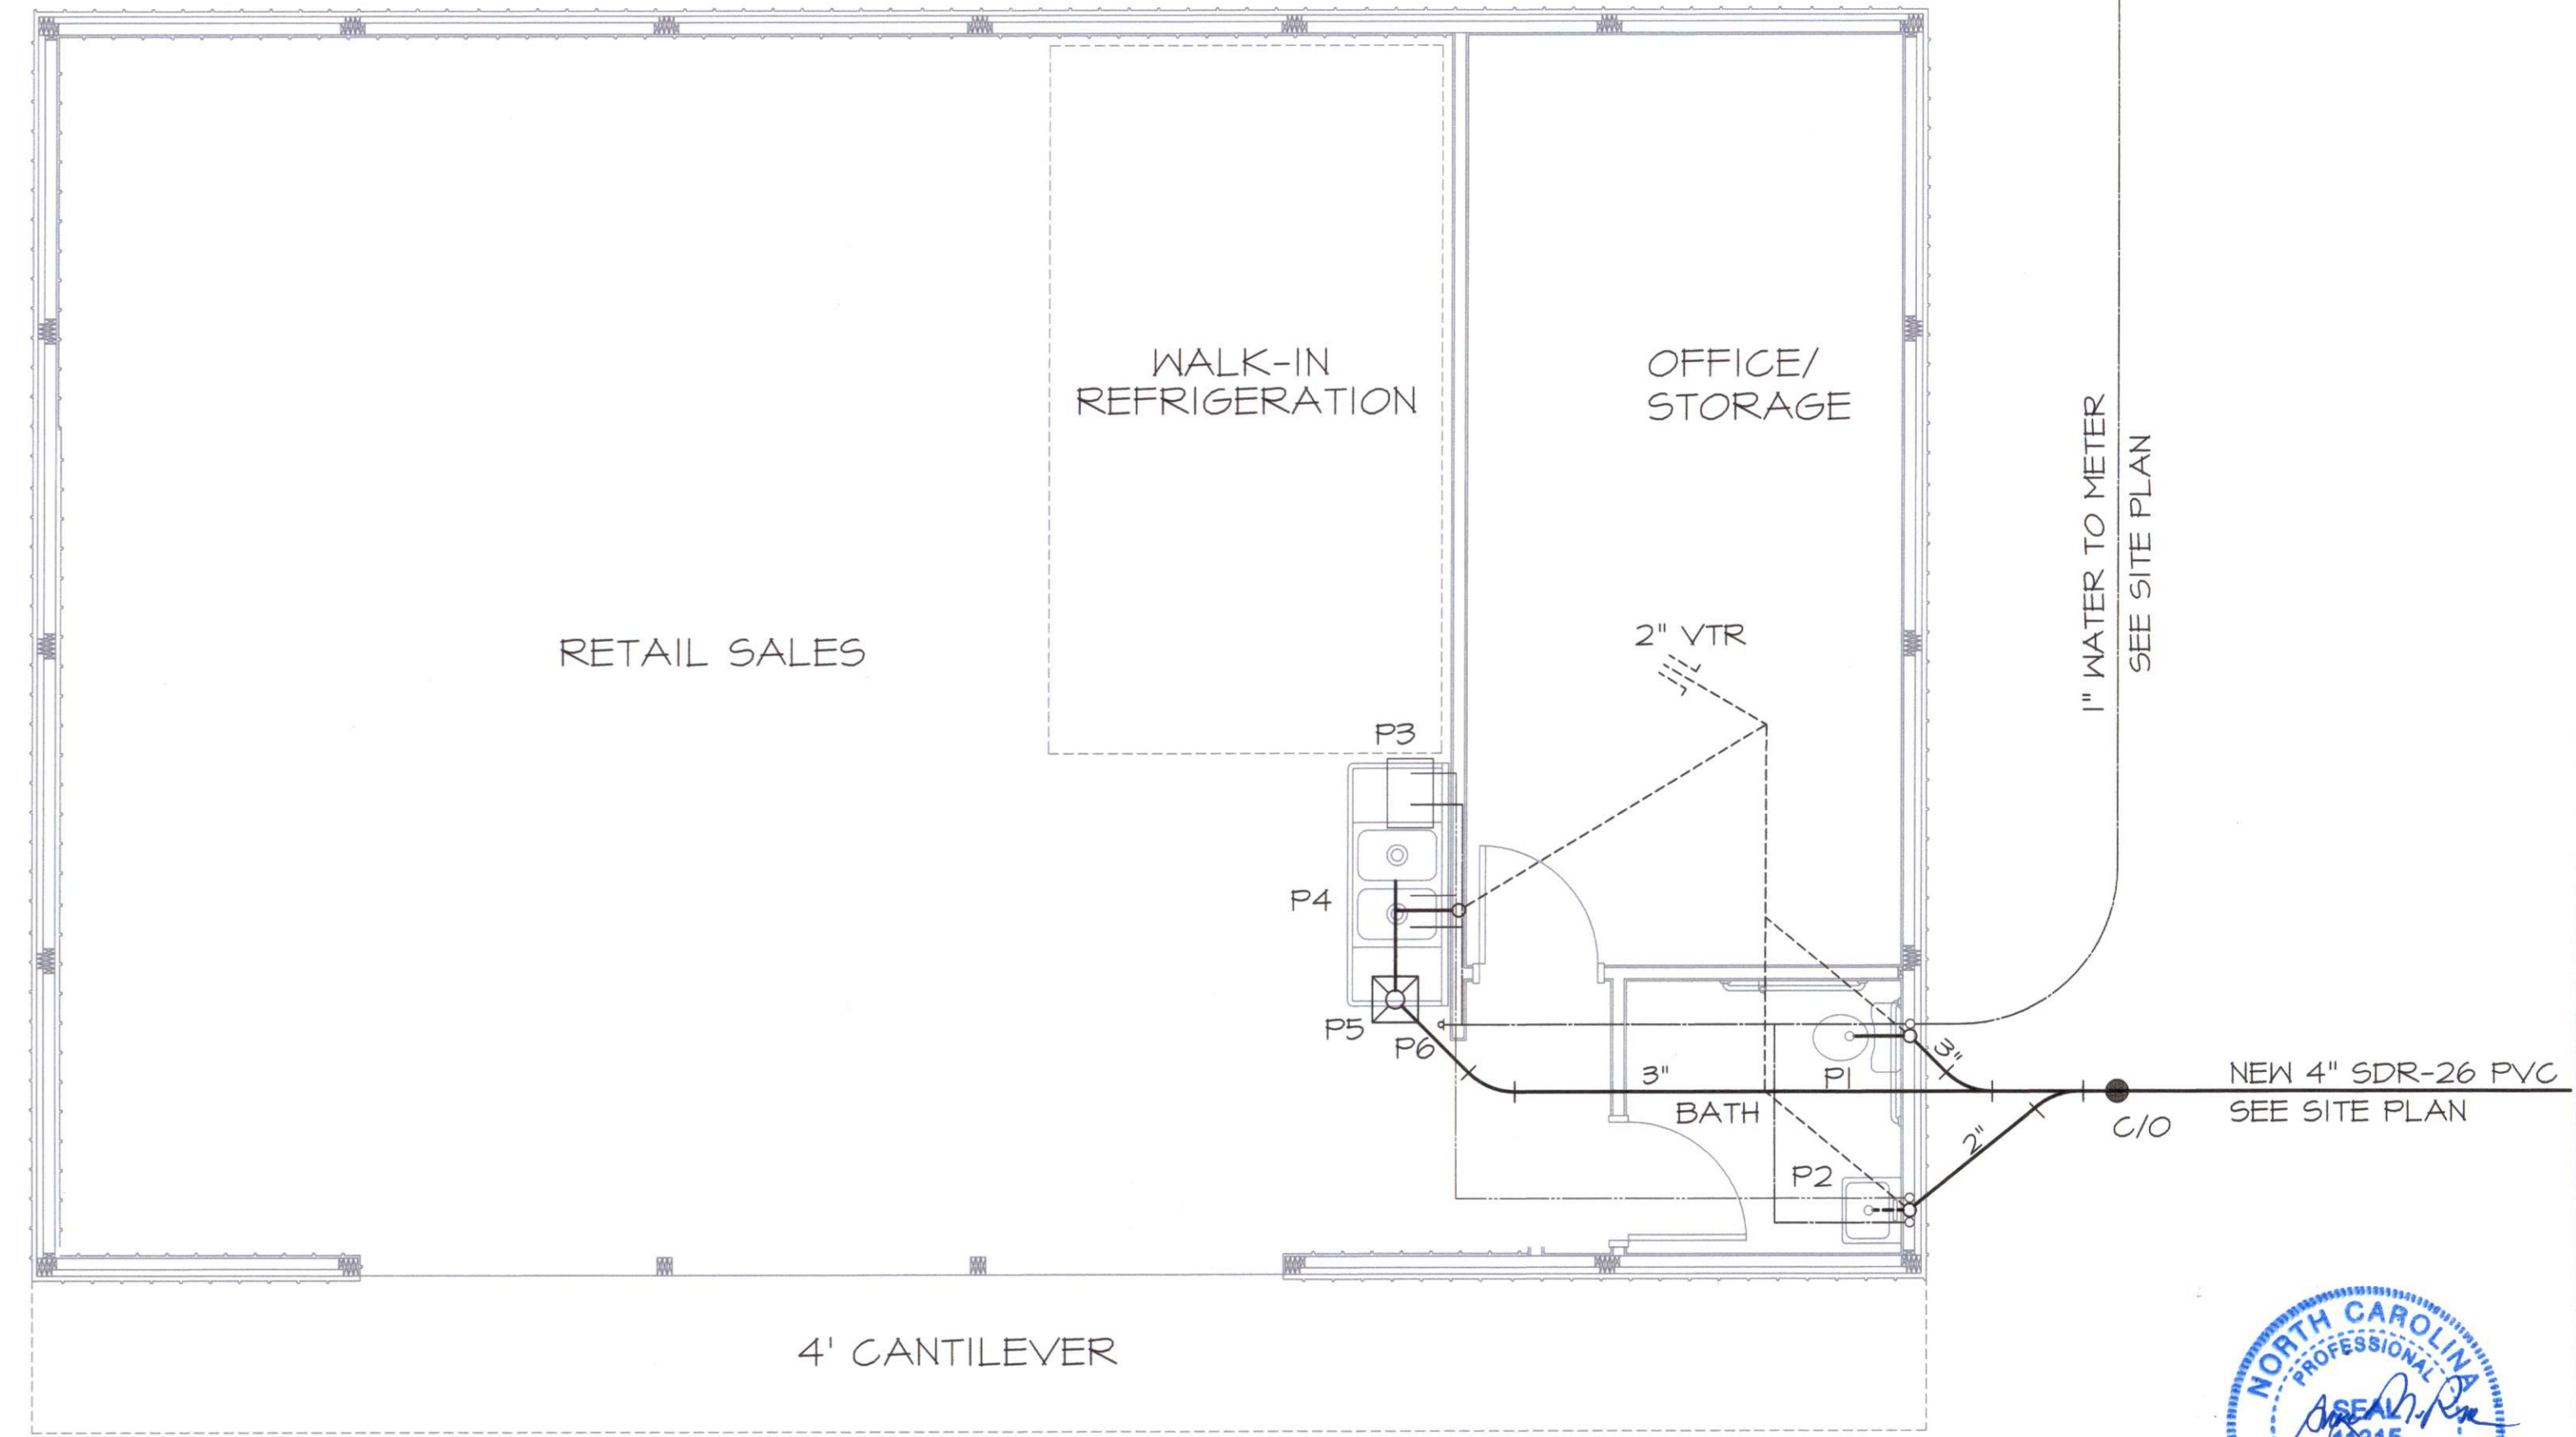 WALK-IN
REFRIGERATION
OFFICE/
STORAGE
1" WATER TO METER
SEE SITE PLAN
RETAIL SALES
2" VTR
P3
P4
P5
P6
3"
3"
P1
BATH
NEW 4" SDR-26 PVC
SEE SITE PLAN
C/O
2"
P2
4' CANTILEVER
NORTH CAROLINA
PROFESSIONAL
SEAL